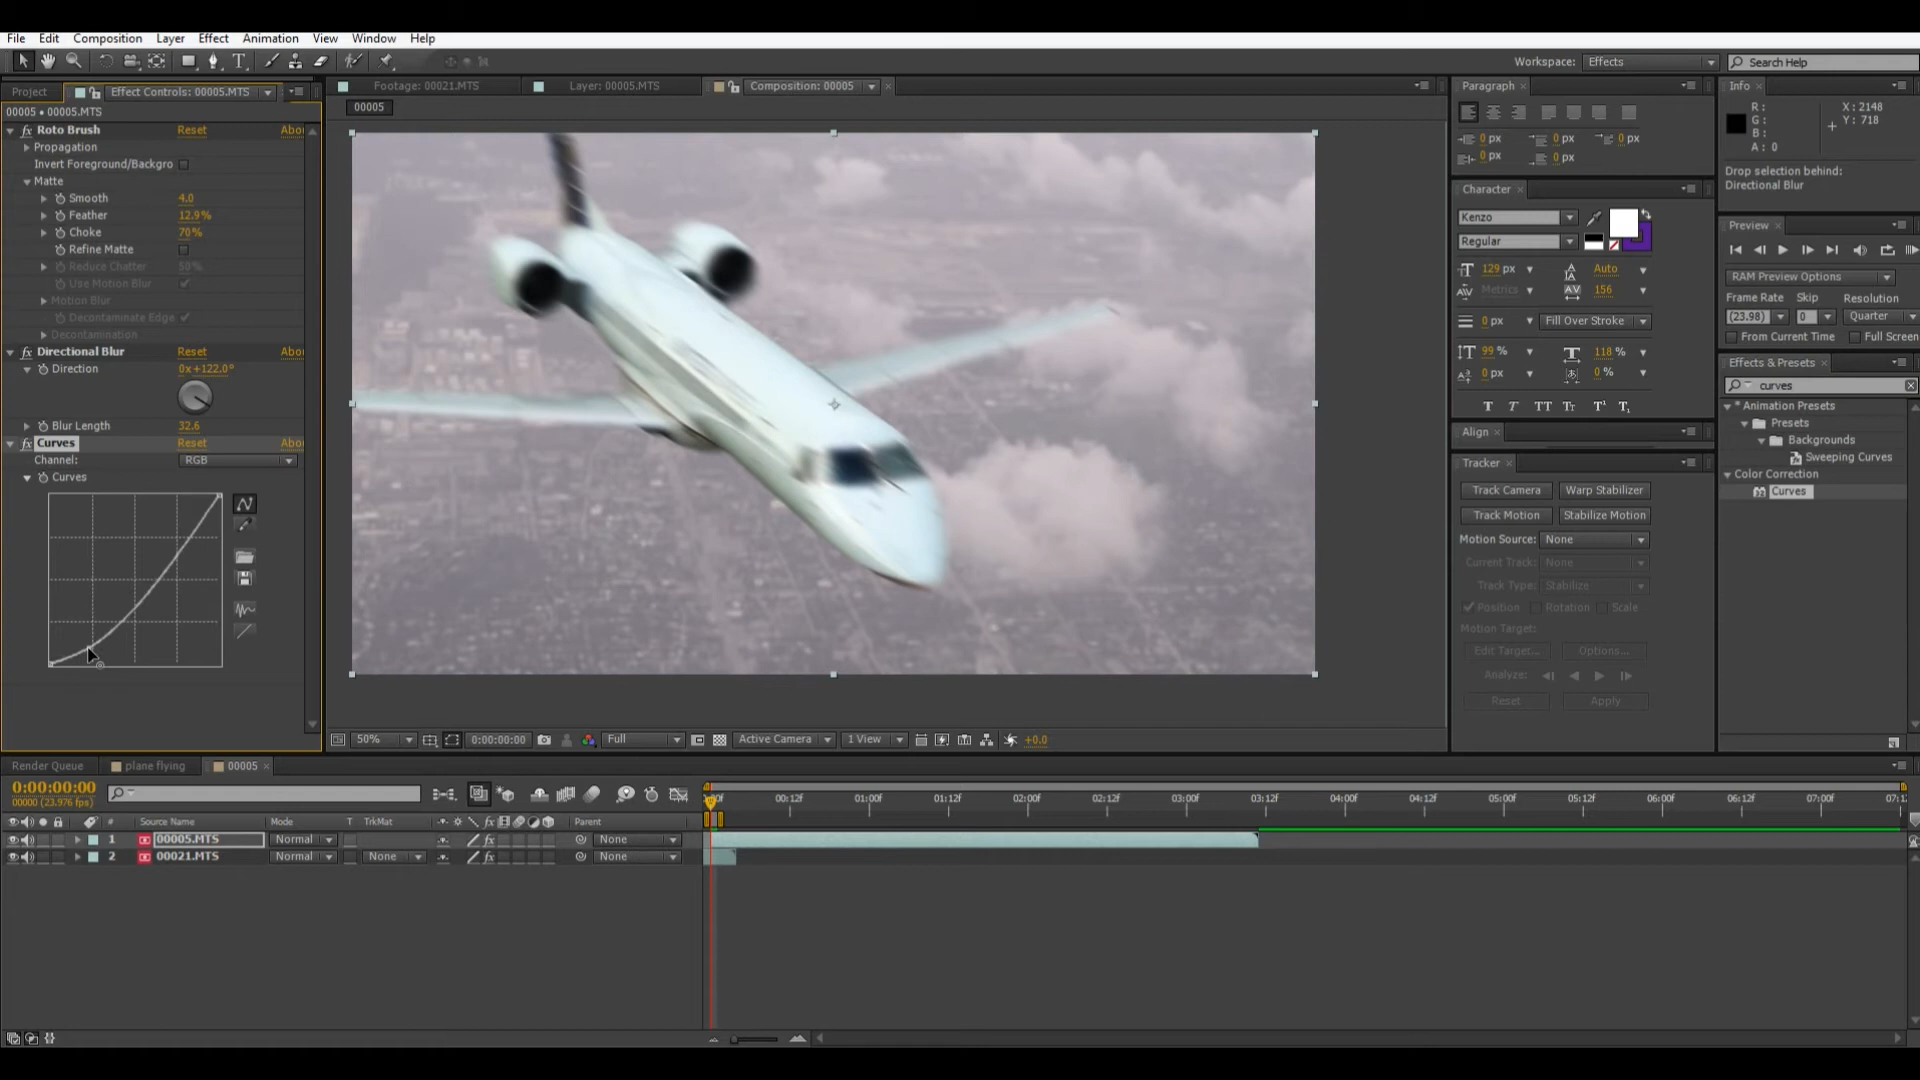 File Edit Composition Layer Effect Animation View Window Help
Workspace: Effects Search Help
Project Effect Controls: 00005.MTS
Footage: 00021.MTS Layer: 00005.MTS Composition: 00005
00005 • 00005.MTS
00005
Roto Brush Reset Abou
Propagation
Invert Foreground/Backgro
Matte
Smooth 4.0
Feather 12.9%
Choke 70%
Refine Matte
Reduce Chatter 50%
Use Motion Blur
Motion Blur
Decontaminate Edge
Decontamination
Directional Blur Reset Abou
Direction 0x+122.0°
Blur Length 32.6
Curves Reset Abou
Channel: RGB
Curves
50% 0:00:00:00 Full Active Camera 1 View +0.0
Paragraph
0 px 0 px 0 px
0 px 0 px
Character
Kenzo
Regular
129 px Auto
Metrics 156
0 px Fill Over Stroke
99 % 118 %
0 px 0 %
T T TT Tr T¹ T₁
Align
Tracker
Track Camera Warp Stabilizer
Track Motion Stabilize Motion
Motion Source: None
Current Track: None
Track Type: Stabilize
Position Rotation Scale
Motion Target:
Edit Target... Options...
Analyze:
Reset Apply
Info
R: X: 2148
G: Y: 718
B:
A: 0
Drop selection behind:
Directional Blur
Preview
RAM Preview Options
Frame Rate Skip Resolution
(23.98) 0 Quarter
From Current Time Full Screen
Effects & Presets
curves
* Animation Presets
Presets
Backgrounds
Sweeping Curves
Color Correction
Curves
Render Queue plane flying 00005
0:00:00:00
00000 (23.976 fps)
00:12f 01:00f 01:12f 02:00f 02:12f 03:00f 03:12f 04:00f 04:12f 05:00f 05:12f 06:00f 06:12f 07:00f
# Source Name Mode T TrkMat Parent
1 00005.MTS Normal None
2 00021.MTS Normal None None